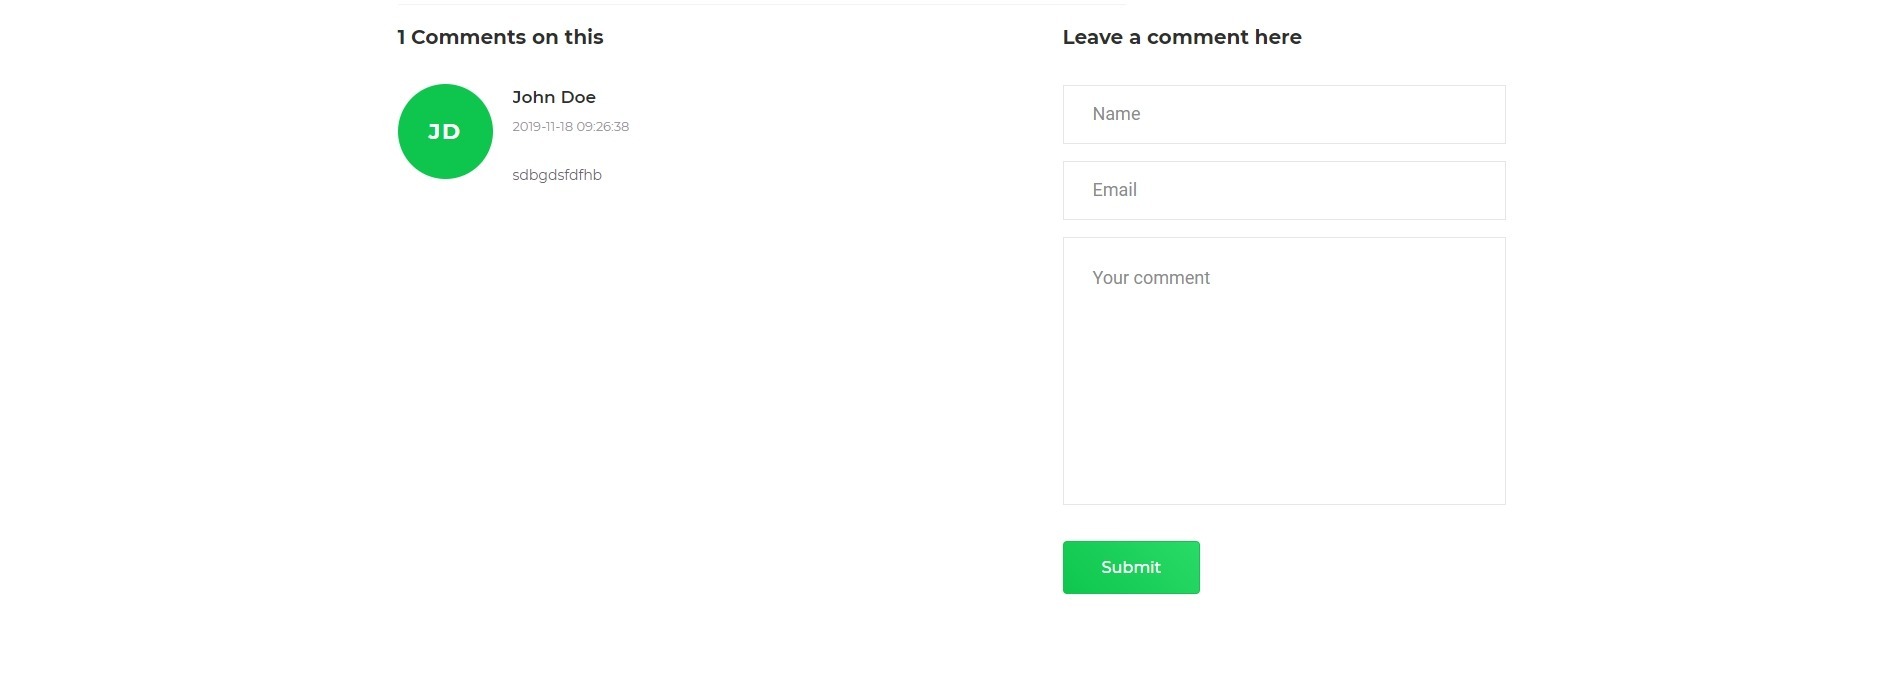 1 Comments on this
JD
John Doe
2019-11-18 09:26:38
sdbgdsfdfhb
Leave a comment here
Name
Email
Your comment
Submit